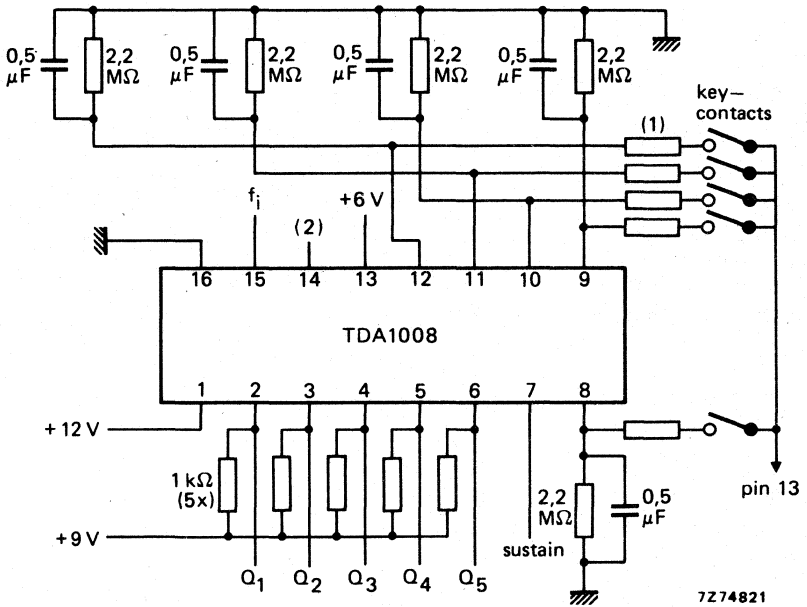 0,5 μF
2,2 MΩ
0,5 μF
2,2 MΩ
0,5 μF
2,2 MΩ
0,5 μF
2,2 MΩ
key–
contacts
(1)
fi
(2)
+6 V
16 15 14 13 12 11 10 9
TDA1008
1 2 3 4 5 6 7 8
+12 V
1 kΩ
(5x)
+9 V
Q1 Q2 Q3 Q4 Q5
sustain
2,2 MΩ
0,5 μF
pin 13
7Z74821